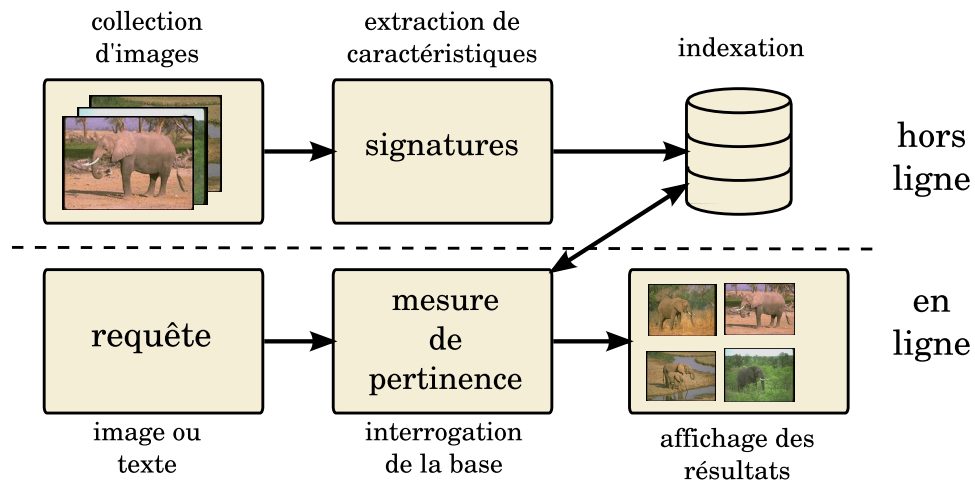 collection
d'images
extraction de
caractéristiques
indexation
signatures
hors
ligne
requête
mesure
de
pertinence
en
ligne
image ou
texte
interrogation
de la base
affichage des
résultats